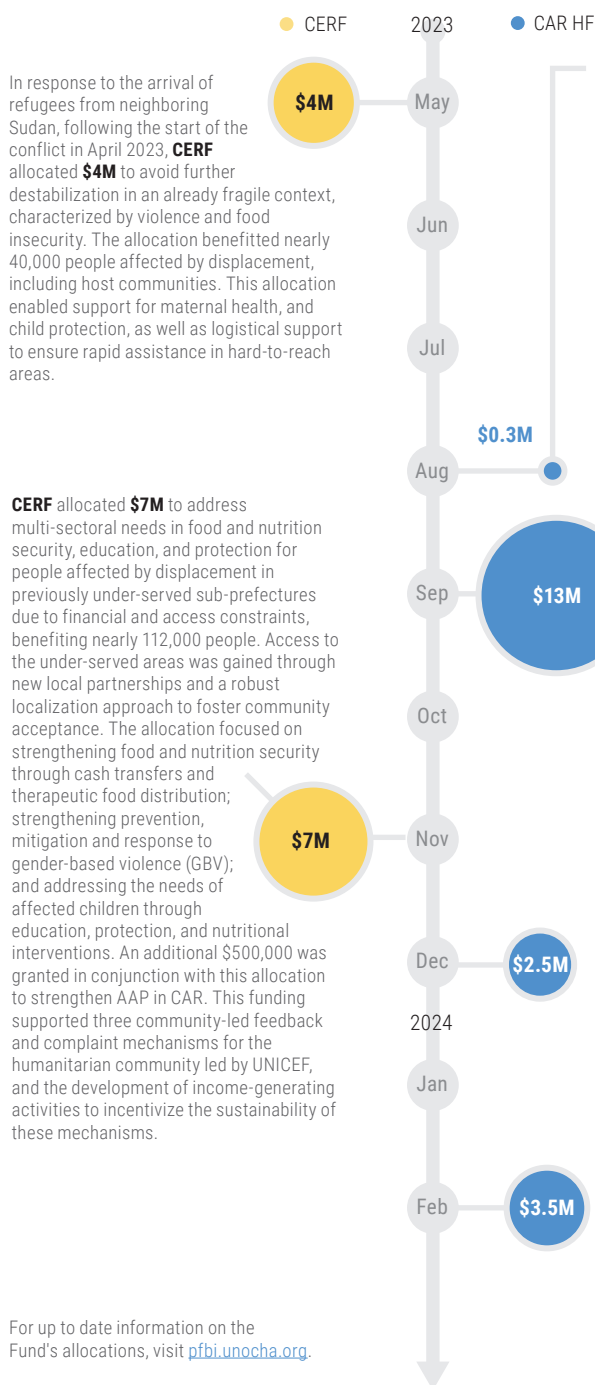 CERF
2023
CAR HF
In response to the arrival of
refugees from neighboring
Sudan, following the start of the
conflict in April 2023, CERF
allocated $4M to avoid further
destabilization in an already fragile context,
characterized by violence and food
insecurity. The allocation benefitted nearly
40,000 people affected by displacement,
including host communities. This allocation
enabled support for maternal health, and
child protection, as well as logistical support
to ensure rapid assistance in hard-to-reach
areas.
$4M
May
Jun
Jul
$0.3M
Aug
CERF allocated $7M to address
multi-sectoral needs in food and nutrition
security, education, and protection for
people affected by displacement in
previously under-served sub-prefectures
due to financial and access constraints,
benefiting nearly 112,000 people. Access to
the under-served areas was gained through
new local partnerships and a robust
localization approach to foster community
acceptance. The allocation focused on
strengthening food and nutrition security
through cash transfers and
therapeutic food distribution;
strengthening prevention,
mitigation and response to
gender-based violence (GBV);
and addressing the needs of
affected children through
education, protection, and nutritional
interventions. An additional $500,000 was
granted in conjunction with this allocation
to strengthen AAP in CAR. This funding
supported three community-led feedback
and complaint mechanisms for the
humanitarian community led by UNICEF,
and the development of income-generating
activities to incentivize the sustainability of
these mechanisms.
Sep
$13M
Oct
$7M
Nov
Dec
$2.5M
2024
Jan
Feb
$3.5M
For up to date information on the
Fund's allocations, visit pfbi.unocha.org.